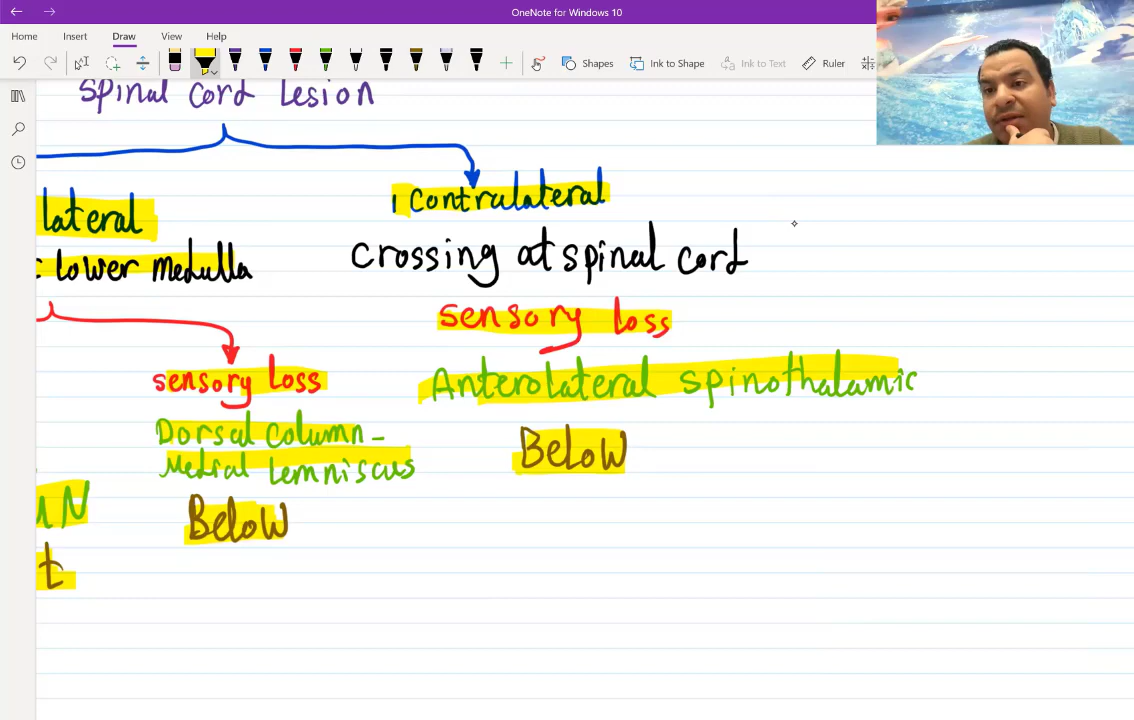 OneNote for Windows 10
Home Insert Draw View Help
Shapes Ink to Shape Ink to Text Ruler
Spinal Cord Lesion
lateral
lower medulla
Contralateral
crossing at spinal cord
sensory loss
Anterolateral spinothalamic
Below
sensory Loss
Dorsal column -
Medial lemniscus
Below
N
t